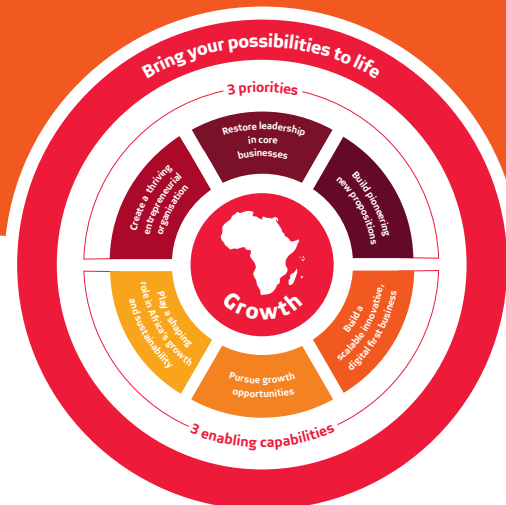 Bring your possibilities to life
3 priorities
Create a thriving
entrepreneurial
organisation
Restore leadership
in core
businesses
Build pioneering
new propositions
Growth
Play a shaping
role in Africa's growth
and sustainability
Pursue growth
opportunities
Build a
scalable innovative,
digital first business
3 enabling capabilities